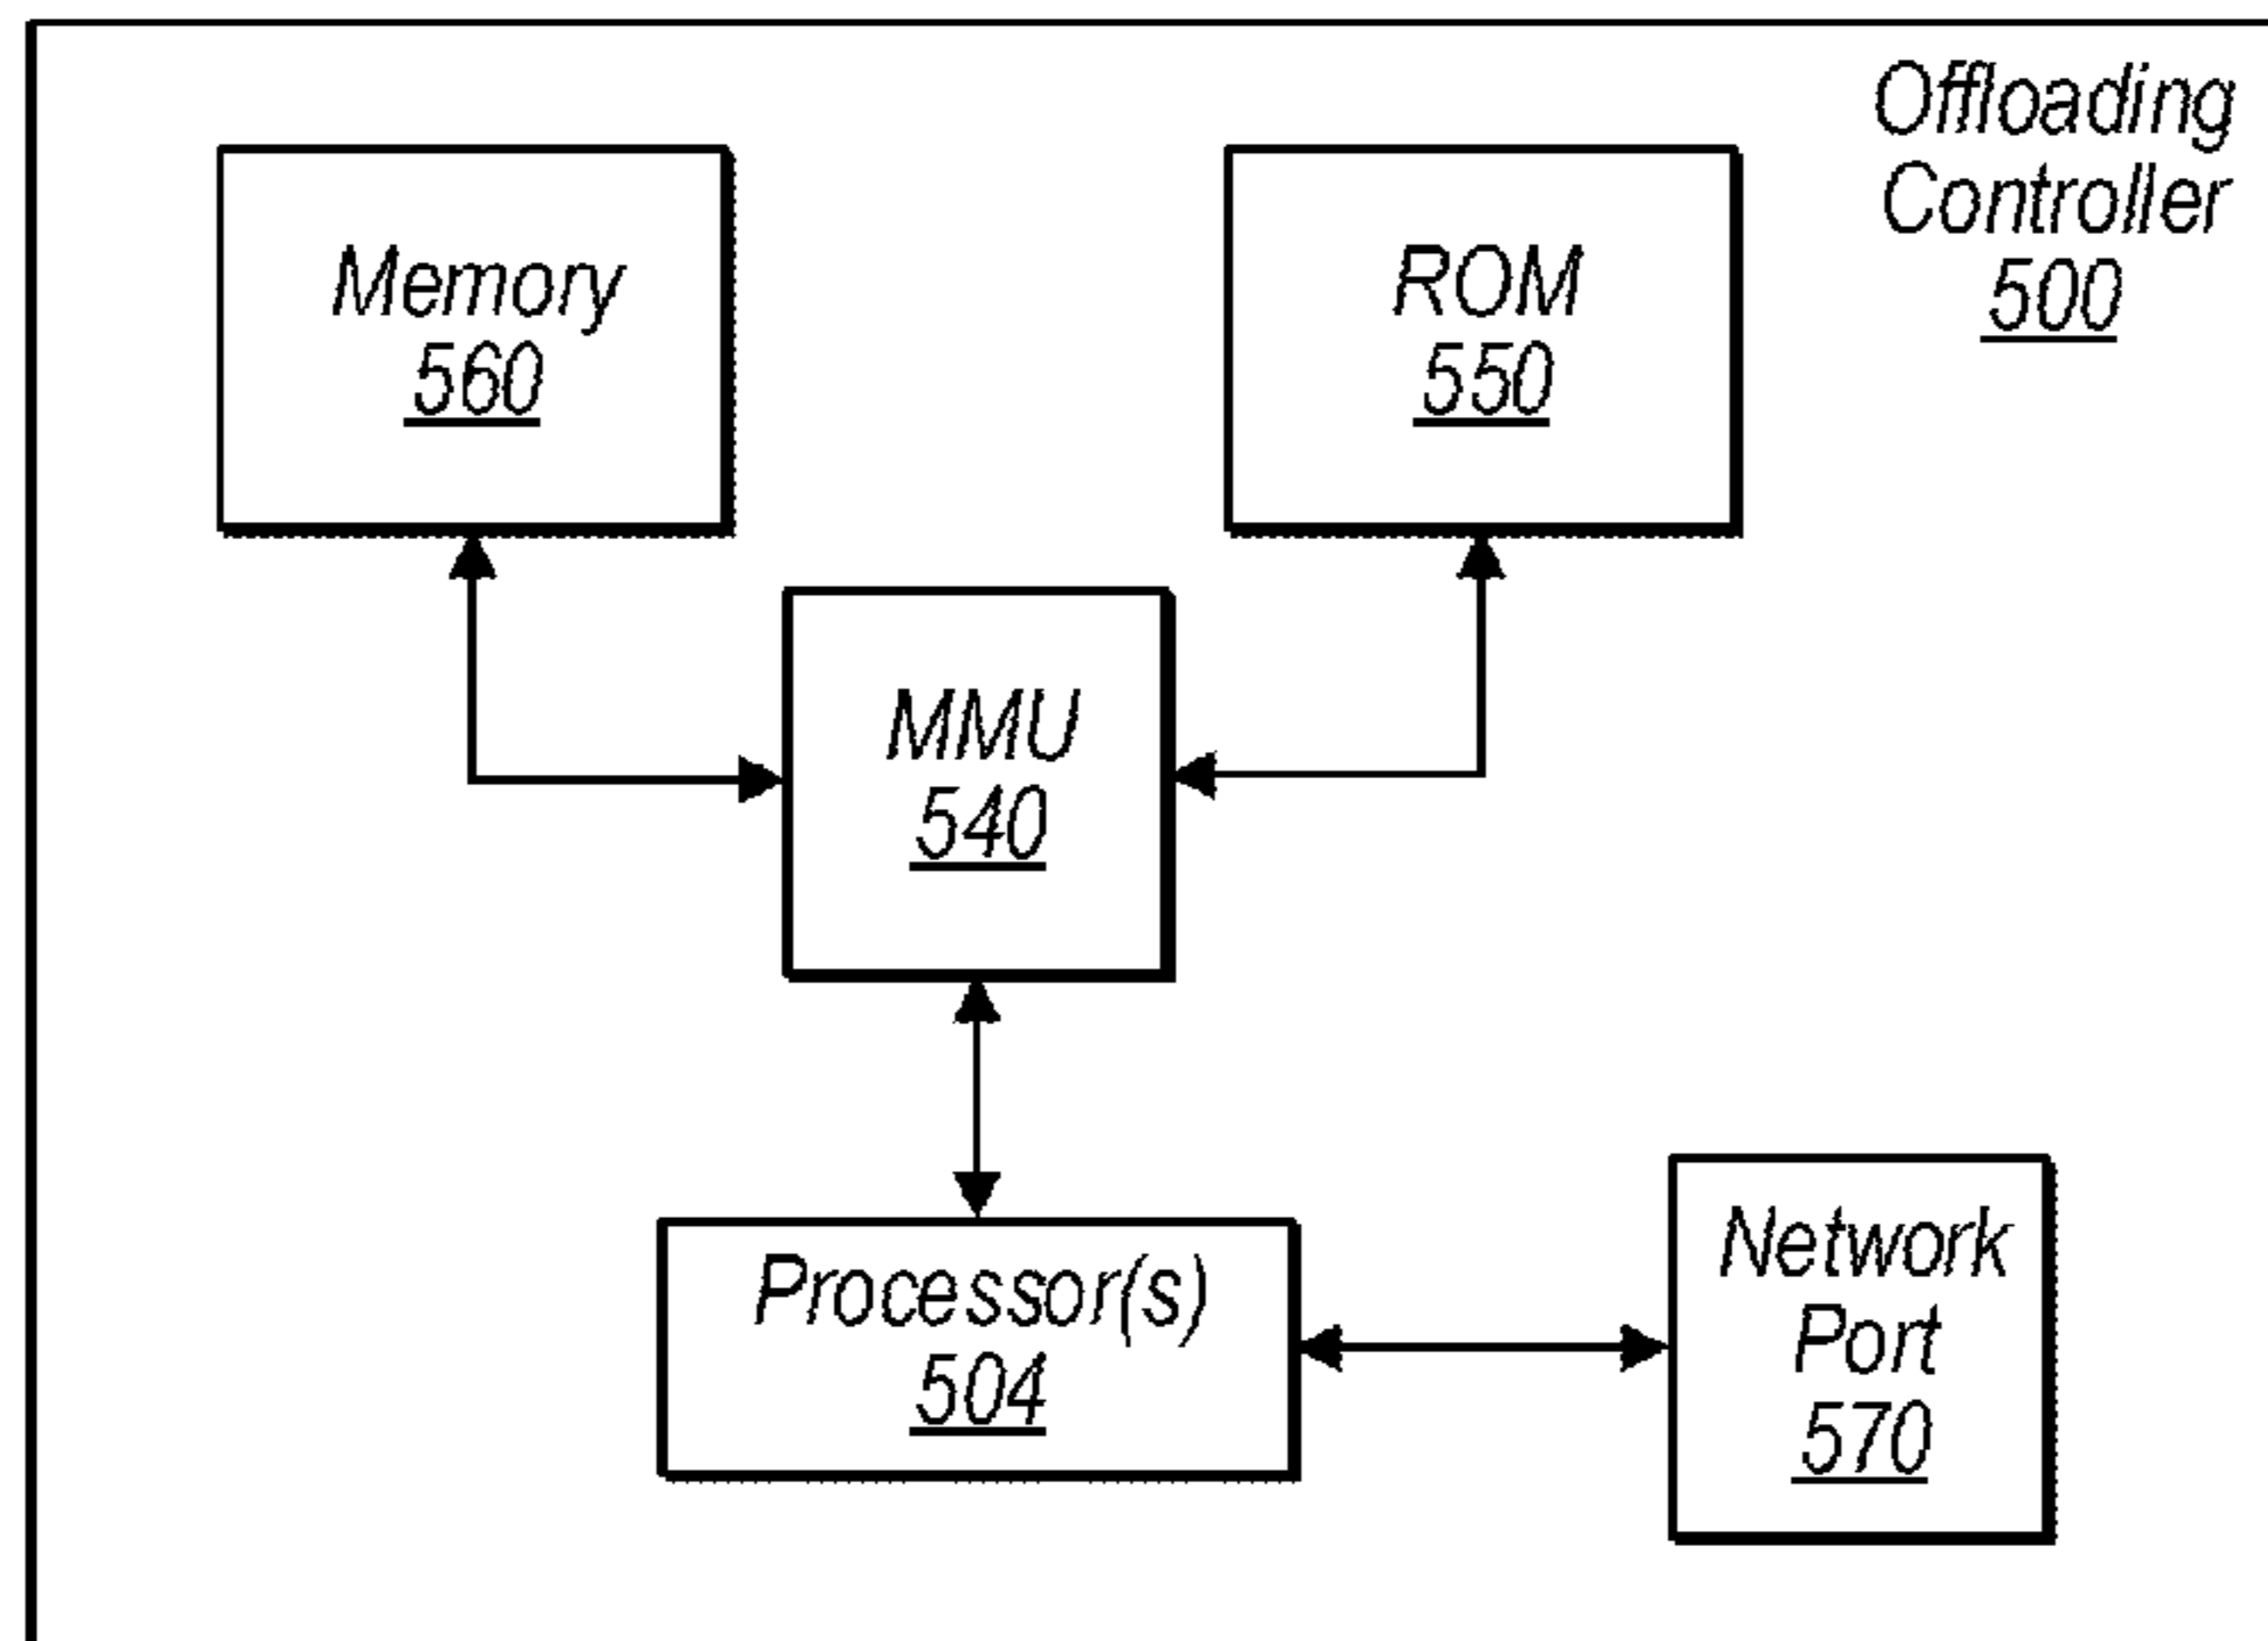 Offloading
Controller
500
Memory
560
ROM
550
MMU
540
Processor(s)
504
Network
Port
570